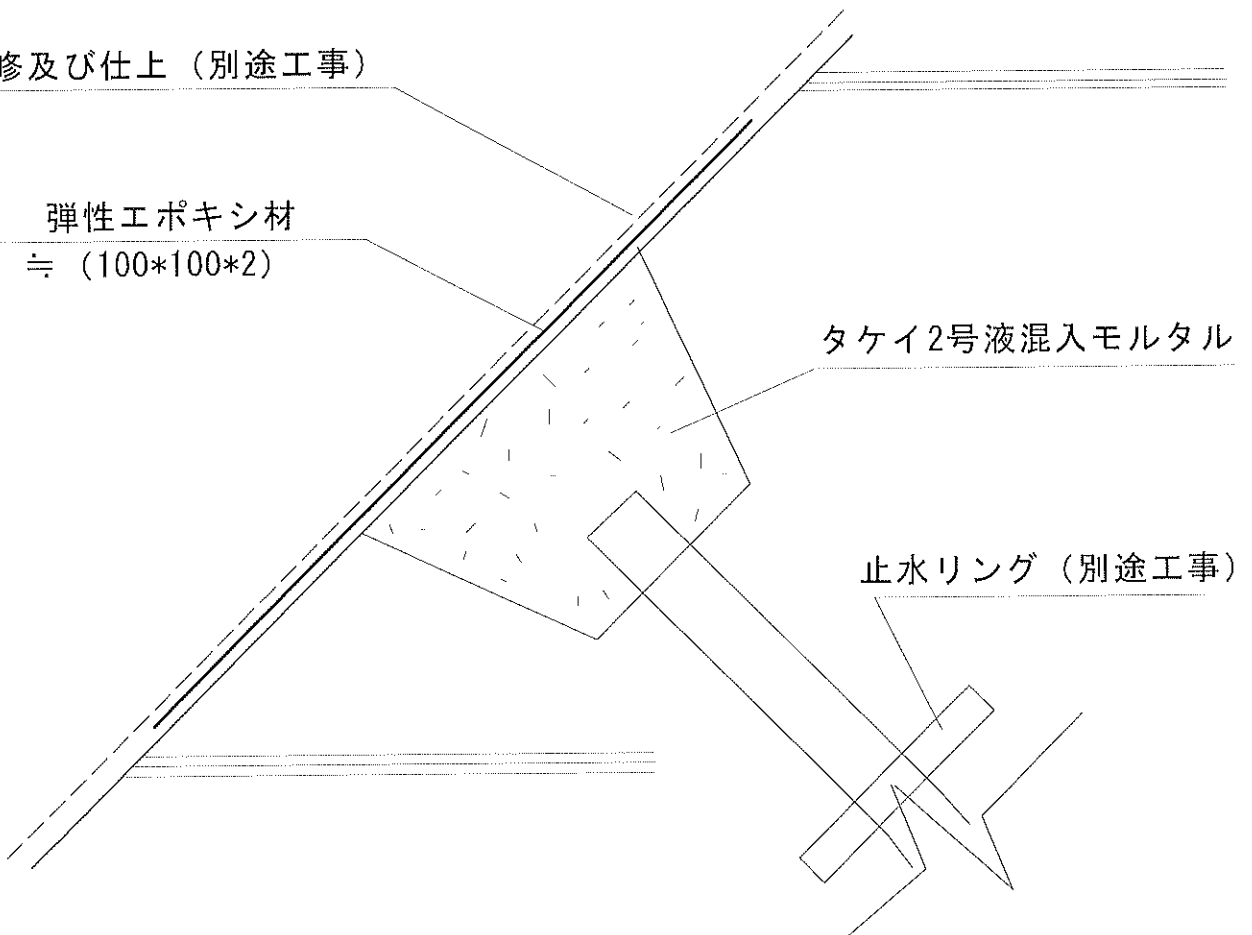 修及び仕上（別途工事）
弾性エポキシ材
≒（100*100*2）
タケイ2号液混入モルタル
止水リング（別途工事）